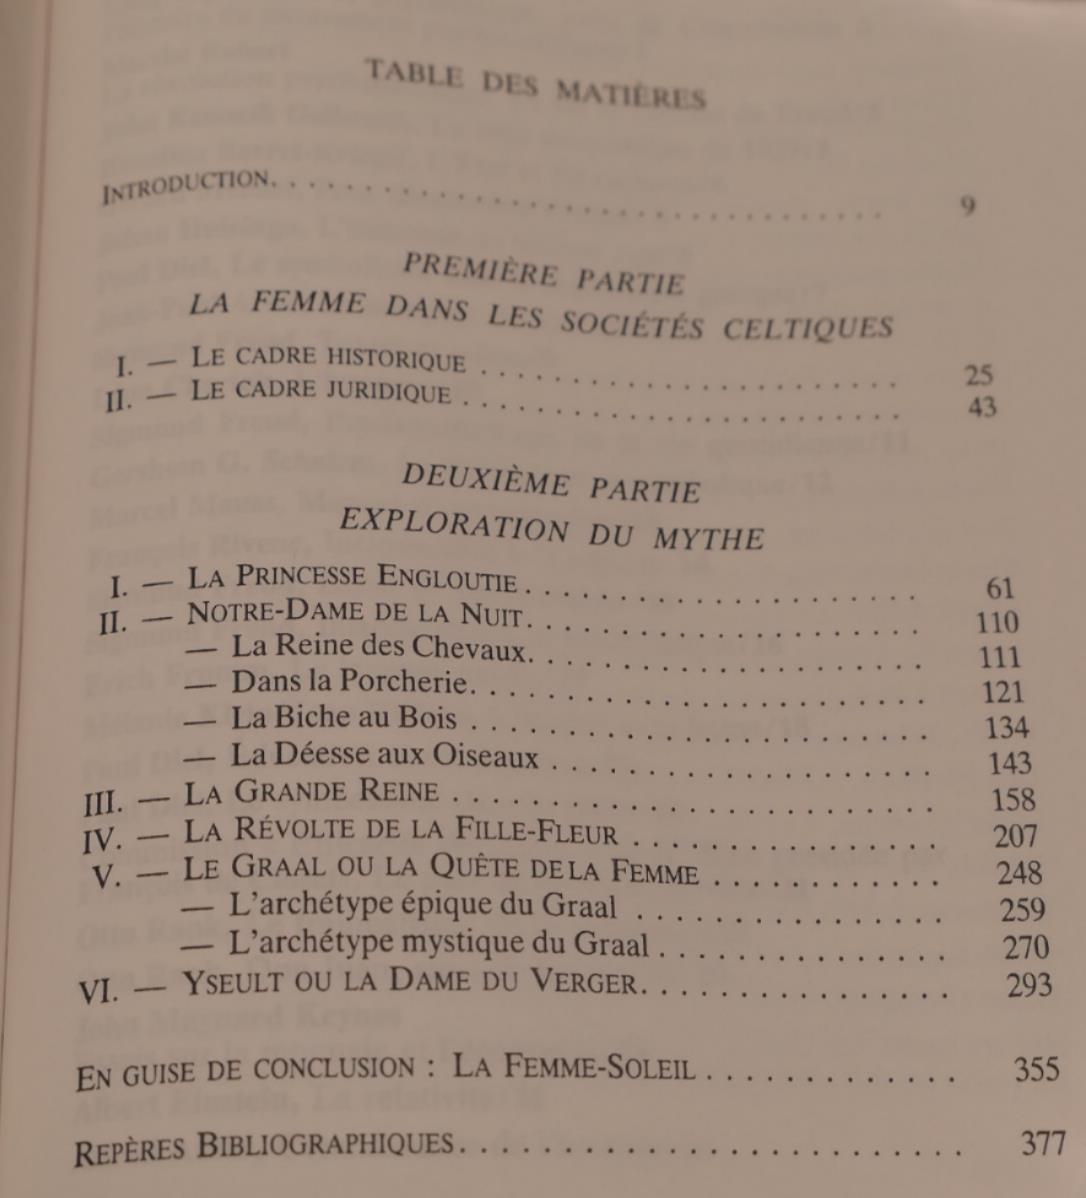 TABLE DES MATIÈRES
INTRODUCTION. . . . . . . . . . . . . . . . . . . . . . . . . . 9
PREMIÈRE PARTIE
LA FEMME DANS LES SOCIÉTÉS CELTIQUES
I. — LE CADRE HISTORIQUE . . . . . . . . . . . . . . . . . . 25
II. — LE CADRE JURIDIQUE . . . . . . . . . . . . . . . . . . . 43
DEUXIÈME PARTIE
EXPLORATION DU MYTHE
I. — LA PRINCESSE ENGLOUTIE . . . . . . . . . . . . . . . . . 61
II. — NOTRE-DAME DE LA NUIT. . . . . . . . . . . . . . . . . 110
— La Reine des Chevaux. . . . . . . . . . . . . . . . . 111
— Dans la Porcherie. . . . . . . . . . . . . . . . . . . . 121
— La Biche au Bois . . . . . . . . . . . . . . . . . . . . 134
— La Déesse aux Oiseaux . . . . . . . . . . . . . . . . 143
III. — LA GRANDE REINE . . . . . . . . . . . . . . . . . . . . . 158
IV. — LA RÉVOLTE DE LA FILLE-FLEUR . . . . . . . . . . . . . 207
V. — LE GRAAL OU LA QUÊTE DE LA FEMME . . . . . . . . . . 248
— L'archétype épique du Graal . . . . . . . . . . . . . 259
— L'archétype mystique du Graal . . . . . . . . . . . . 270
VI. — YSEULT OU LA DAME DU VERGER. . . . . . . . . . . . . 293
EN GUISE DE CONCLUSION : LA FEMME-SOLEIL . . . . . . . . . . . 355
REPÈRES BIBLIOGRAPHIQUES. . . . . . . . . . . . . . . . . . . . . . 377